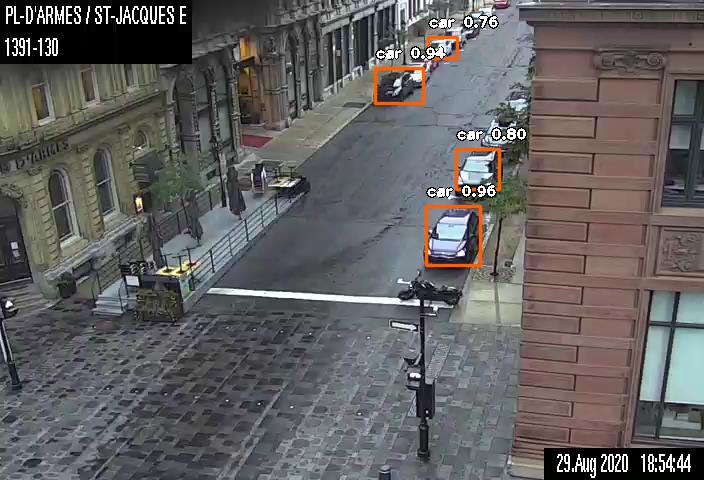 PL-D'ARMES / ST-JACQUES E
1391-130
car 0.76
car 0.94
car 0.80
car 0.96
D'ARMES
29.Aug 2020 18:54:44